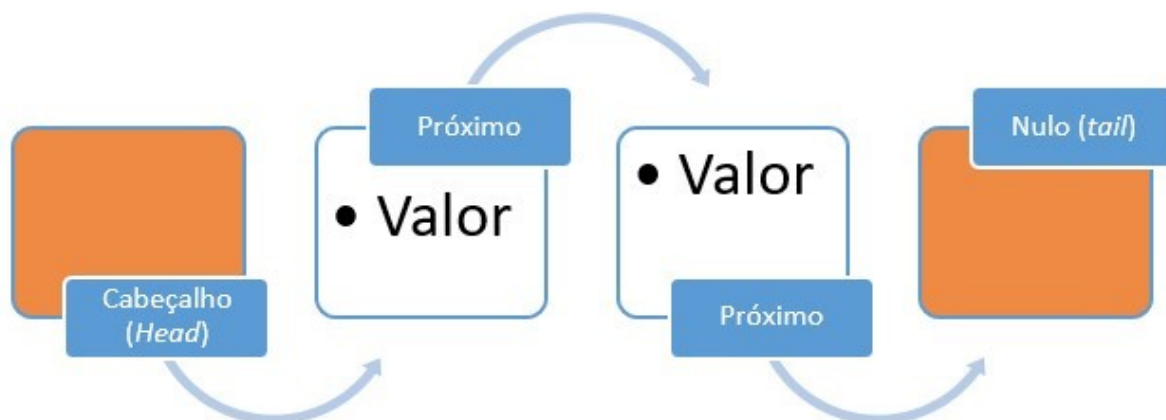 Cabeçalho
(Head)
Próximo
• Valor
• Valor
Próximo
Nulo (tail)